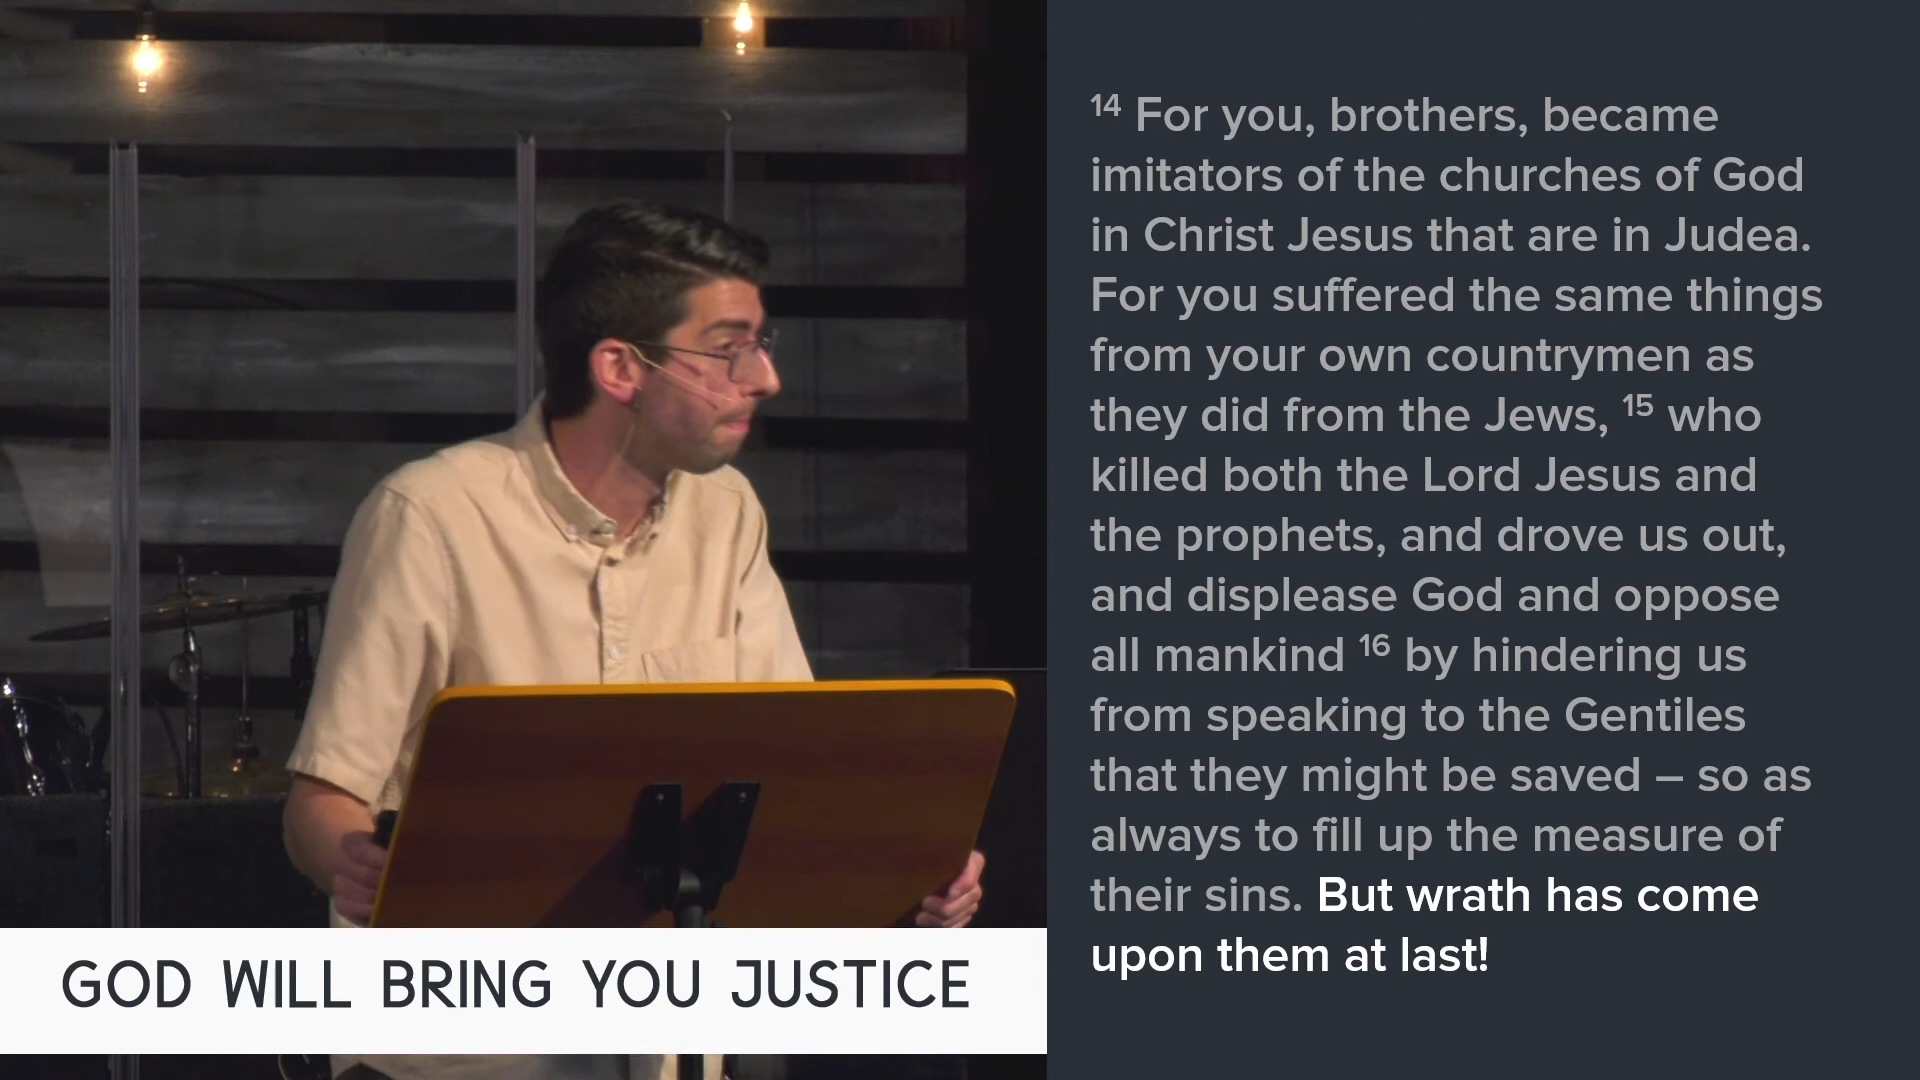 14 For you, brothers, became
imitators of the churches of God
in Christ Jesus that are in Judea.
For you suffered the same things
from your own countrymen as
they did from the Jews, 15 who
killed both the Lord Jesus and
the prophets, and drove us out,
and displease God and oppose
all mankind 16 by hindering us
from speaking to the Gentiles
that they might be saved – so as
always to fill up the measure of
their sins. But wrath has come
upon them at last!
GOD WILL BRING YOU JUSTICE